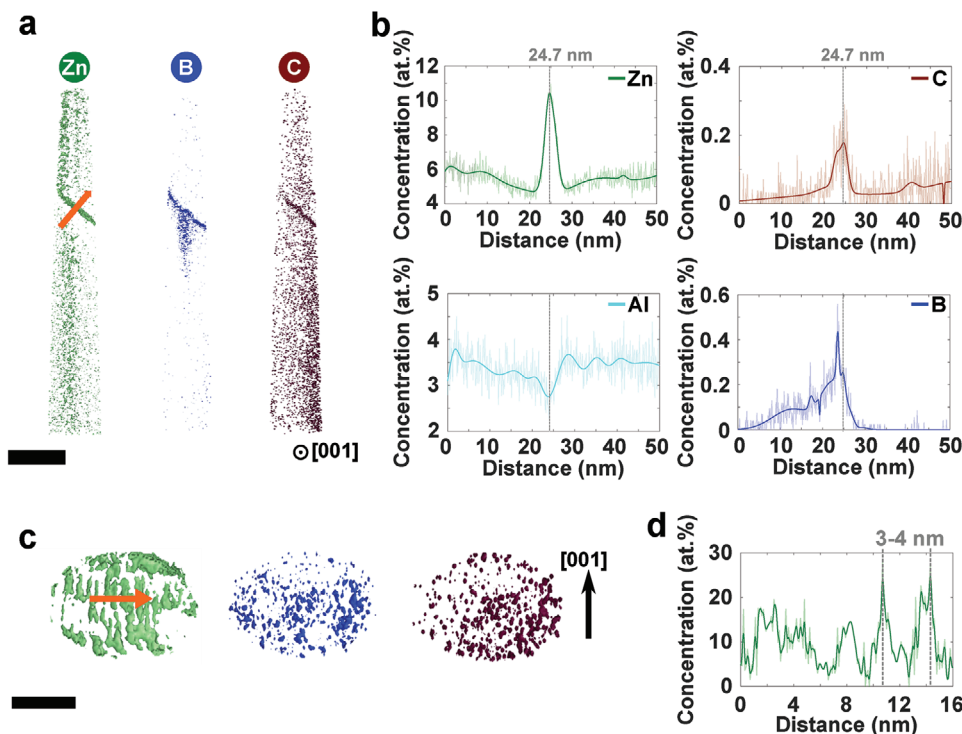 a
Zn B C
[001]
b
24.7 nm
Zn
Concentration (at.%)
12
10
8
6
4
0 10 20 30 40 50
Distance (nm)
24.7 nm
C
Concentration (at.%)
0.4
0.2
0
0 10 20 30 40 50
Distance (nm)
Al
Concentration (at.%)
5
4
3
2
0 10 20 30 40 50
Distance (nm)
B
Concentration (at.%)
0.6
0.4
0.2
0
0 10 20 30 40 50
Distance (nm)
c
[001]
d
3-4 nm
Concentration (at.%)
30
20
10
0
0 4 8 12 16
Distance (nm)